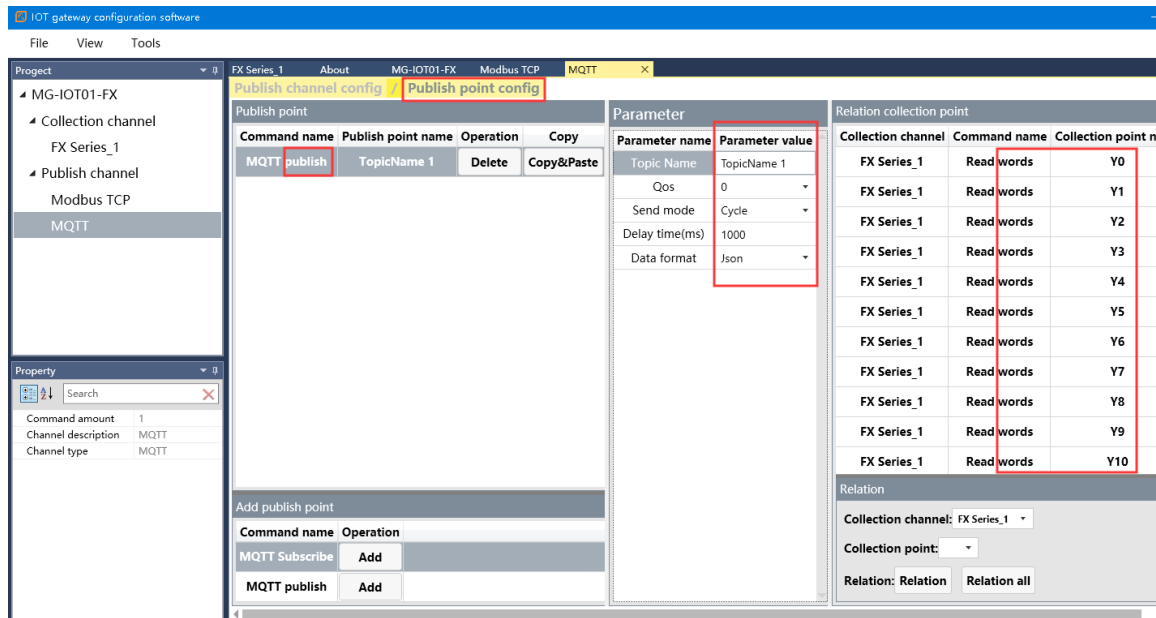 IOT gateway configuration software
File View Tools
Progect
MG-IOT01-FX
Collection channel
FX Series_1
Publish channel
Modbus TCP
MQTT
Property
Search
Command amount 1
Channel description MQTT
Channel type MQTT
FX Series_1 About MG-IOT01-FX Modbus TCP MQTT
Publish channel config / Publish point config
Publish point
Command name Publish point name Operation Copy
MQTT publish TopicName 1 Delete Copy&Paste
Add publish point
Command name Operation
MQTT Subscribe Add
MQTT publish Add
Parameter
Parameter name Parameter value
Topic Name TopicName 1
Qos 0
Send mode Cycle
Delay time(ms) 1000
Data format Json
Relation collection point
Collection channel Command name Collection point n
FX Series_1 Read words Y0
FX Series_1 Read words Y1
FX Series_1 Read words Y2
FX Series_1 Read words Y3
FX Series_1 Read words Y4
FX Series_1 Read words Y5
FX Series_1 Read words Y6
FX Series_1 Read words Y7
FX Series_1 Read words Y8
FX Series_1 Read words Y9
FX Series_1 Read words Y10
Relation
Collection channel: FX Series_1
Collection point:
Relation: Relation Relation all